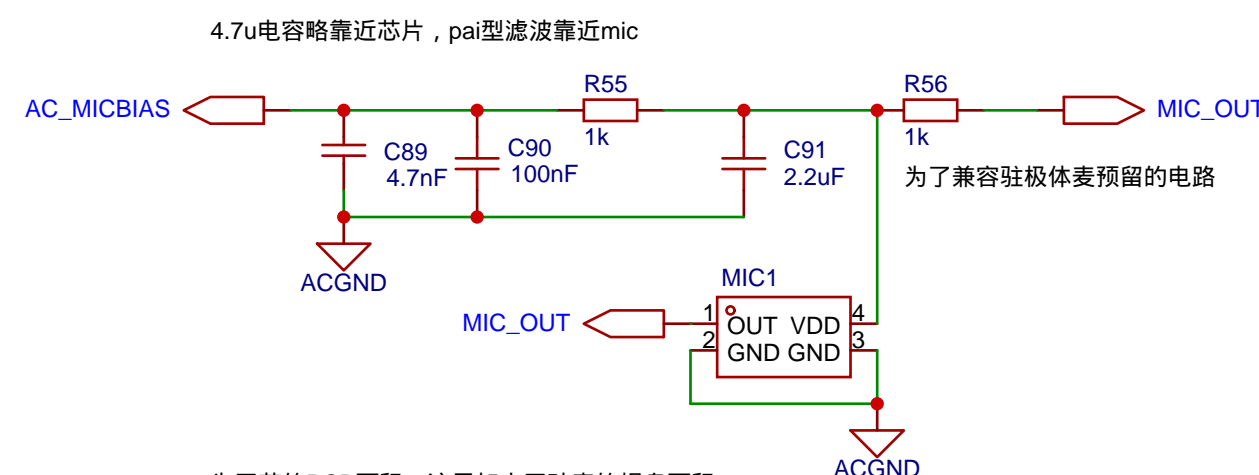 4.7u电容略靠近芯片，pai型滤波靠近mic
R55
R56
AC_MICBIAS
MIC_OUT
1k
1k
C89
4.7nF
C90
100nF
C91
2.2uF
为了兼容驻极体麦预留的电路
ACGND
MIC1
MIC_OUT
1
OUT
VDD
4
2
GND
GND
3
ACGND